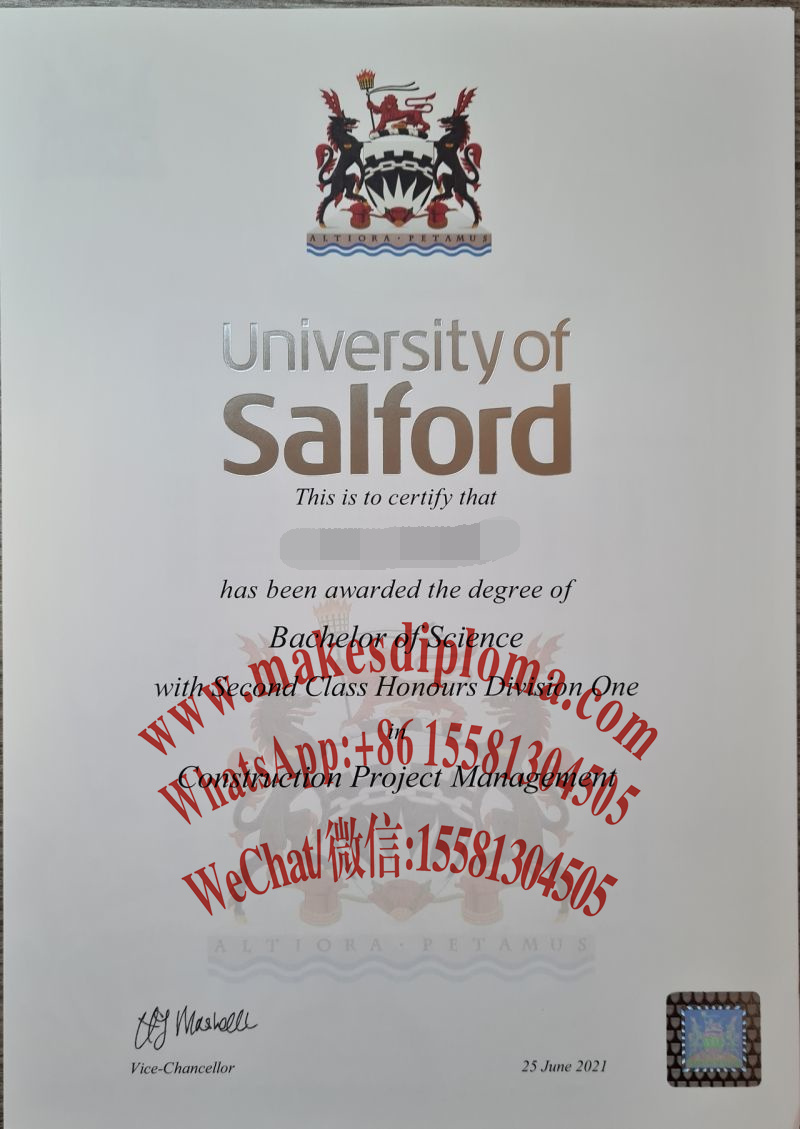 ALTIORA · PETAMUS
University of
Salford
This is to certify that
has been awarded the degree of
Bachelor of Science
www.makesdiploma.com
with Second Class Honours Division One
in
WhatsApp:+86 15581304505
Construction Project Management
WeChat/微信:15581304505
ALTIORA · PETAMUS
Vice-Chancellor
25 June 2021